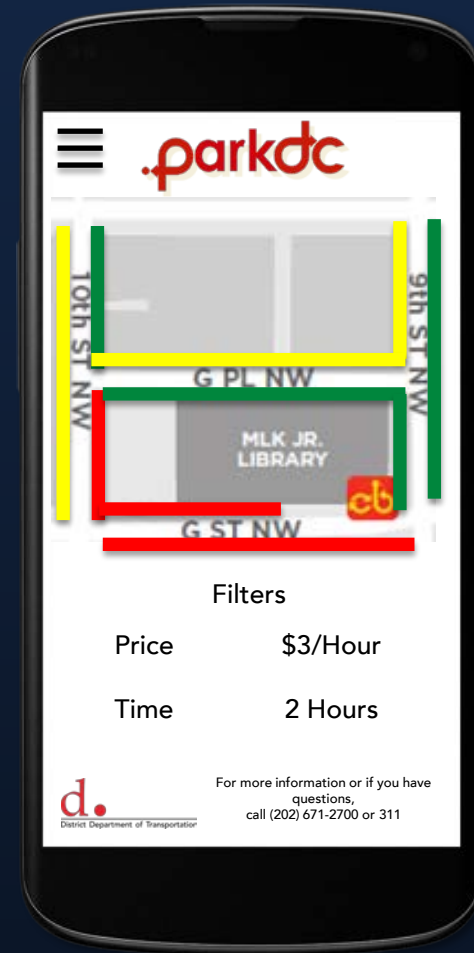 parkdc
10th ST NW
9th ST NW
G PL NW
MLK JR.
LIBRARY
cb
G ST NW
Filters
Price $3/Hour
Time 2 Hours
d.
District Department of Transportation
For more information or if you have
questions,
call (202) 671-2700 or 311